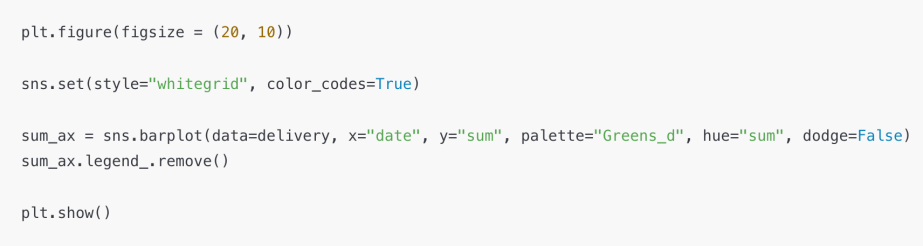 plt.figure(figsize = (20, 10))
sns.set(style="whitegrid", color_codes=True)
sum_ax = sns.barplot(data=delivery, x="date", y="sum", palette="Greens_d", hue="sum", dodge=False)
sum_ax.legend_.remove()
plt.show()